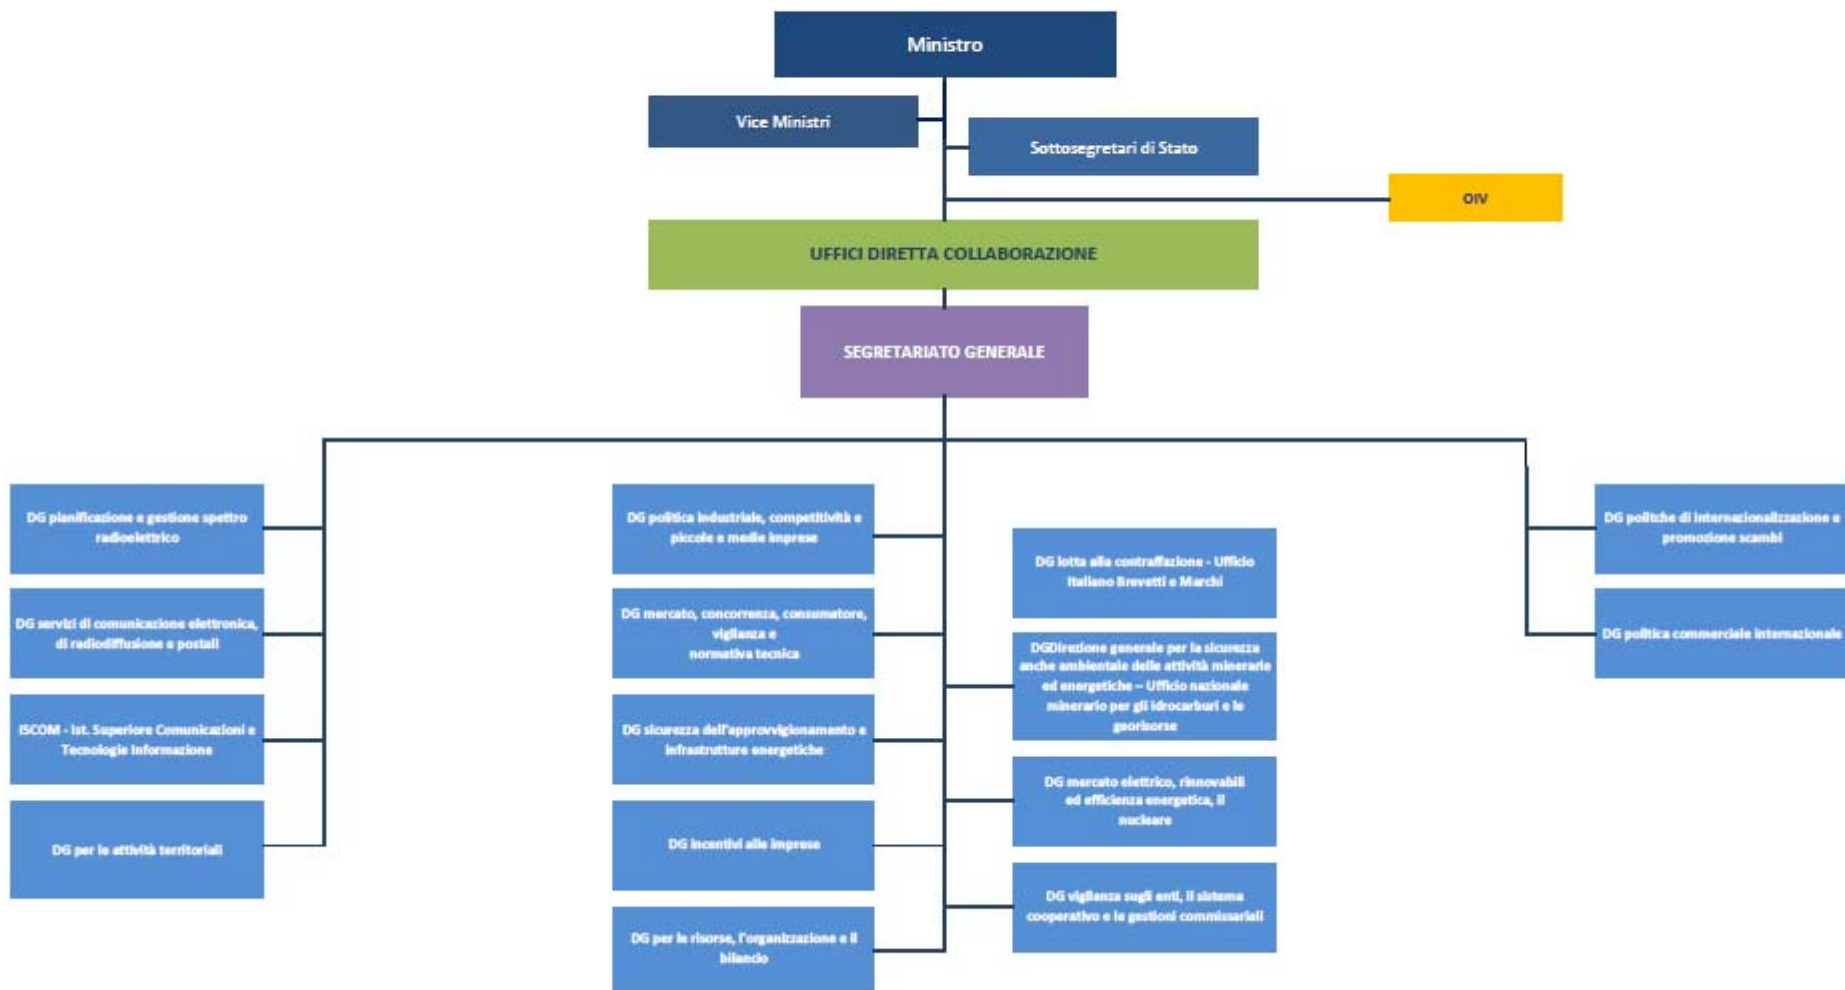 Ministro
Vice Ministri
Sottosegretari di Stato
OIV
UFFICI DIRETTA COLLABORAZIONE
SEGRETARIATO GENERALE
DG pianificazione e gestione spettro
radioelettrico
DG servizi di comunicazione elettronica,
di radiodiffusione e postali
ISCOM - Ist. Superiore Comunicazioni e
Tecnologie Informazione
DG per le attività territoriali
DG politica industriale, competitività e
piccole e medie imprese
DG mercato, concorrenza, consumatore,
vigilanza e
normativa tecnica
DG sicurezza dell'approvvigionamento e
infrastrutture energetiche
DG incentivi alle imprese
DG per le risorse, l'organizzazione e il
bilancio
DG lotta alla contraffazione - Ufficio
Italiano Brevetti e Marchi
DGDirezione generale per la sicurezza
anche ambientale delle attività minerarie
ed energetiche – Ufficio nazionale
minerario per gli idrocarburi e le
georisorse
DG mercato elettrico, rinnovabili
ed efficienza energetica, il
nucleare
DG vigilanza sugli enti, il sistema
cooperativo e le gestioni commissariali
DG politche di internazionalizzazione e
promozione scambi
DG politica commerciale internazionale